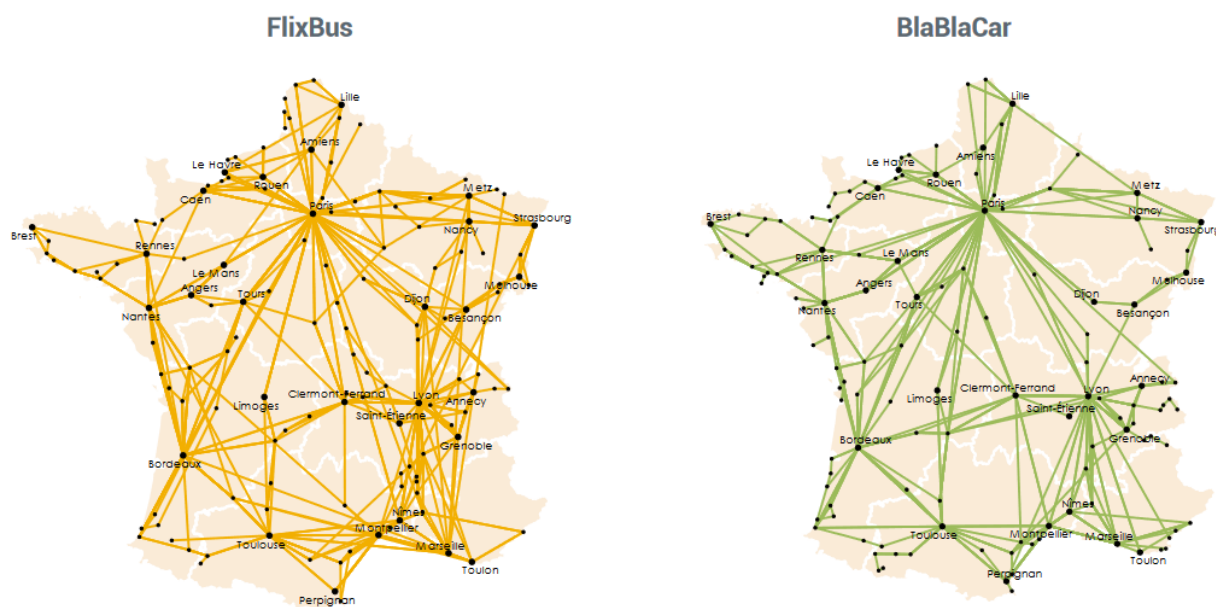 FlixBus
Lille
Amiens
Le Havre
Rouen
Caen
Metz
Paris
Strasbourg
Nancy
Brest
Rennes
Le Mans
Molhouse
Angers
Tours
Dijon
Nantes
Besançon
Clermont-Ferrand
Lyon
Annecy
Limoges
Saint-Étienne
Grenoble
Bordeaux
Nîmes
Montpellier
Toulouse
Marseille
Toulon
Perpignan
BlaBlaCar
Lille
Amiens
Le Havre
Rouen
Caen
Metz
Paris
Nancy
Strasbourg
Brest
Rennes
Le Mans
Molhouse
Angers
Tours
Dijon
Nantes
Besançon
Clermont-Ferrand
Lyon
Annecy
Limoges
Saint-Étienne
Grenoble
Bordeaux
Nîmes
Montpellier
Toulouse
Marseille
Toulon
Perpignan